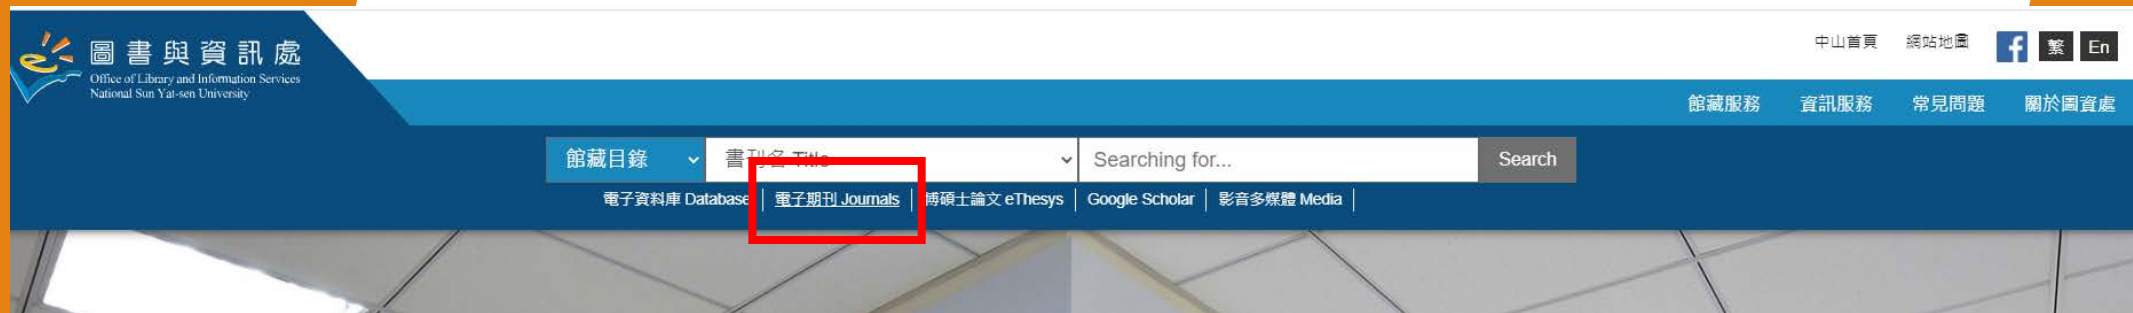 圖書與資訊處
Office of Library and Information Services
National Sun Yat-sen University
中山首頁 網站地圖 f 繁 En
館藏服務 資訊服務 常見問題 關於圖資處
館藏目錄 書刊名 Title Searching for... Search
電子資料庫 Database | 電子期刊 Journals | 博碩士論文 eThesys | Google Scholar | 影音多媒體 Media |